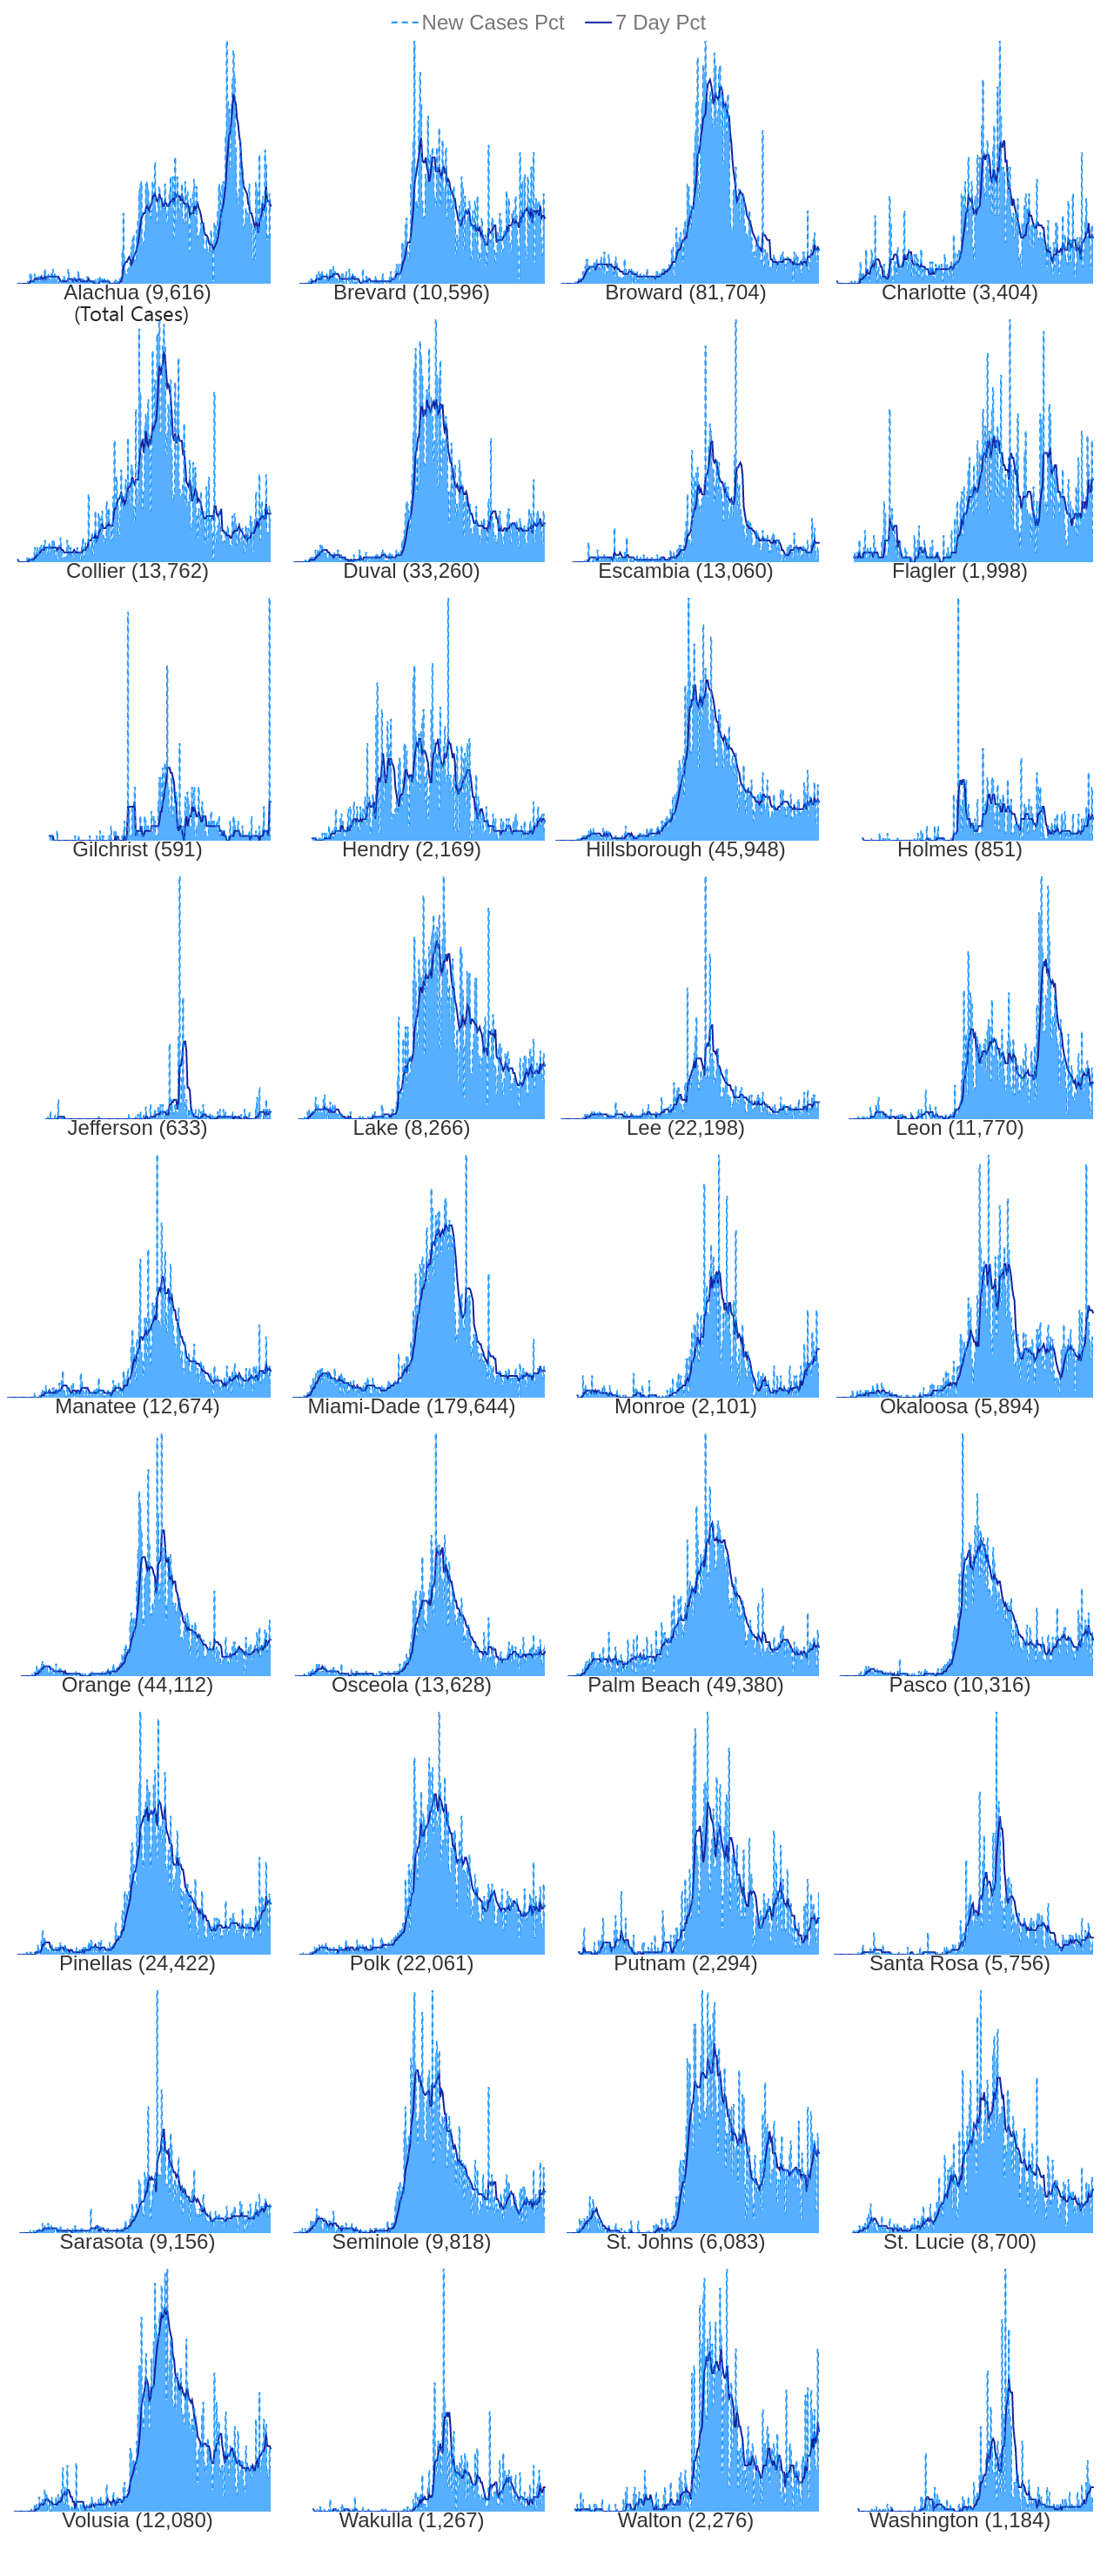 New Cases Pct 7 Day Pct
Alachua (9,616) Brevard (10,596) Broward (81,704) Charlotte (3,404)
(Total Cases)
Collier (13,762) Duval (33,260) Escambia (13,060) Flagler (1,998)
Gilchrist (591) Hendry (2,169) Hillsborough (45,948) Holmes (851)
Jefferson (633) Lake (8,266) Lee (22,198) Leon (11,770)
Manatee (12,674) Miami-Dade (179,644) Monroe (2,101) Okaloosa (5,894)
Orange (44,112) Osceola (13,628) Palm Beach (49,380) Pasco (10,316)
Pinellas (24,422) Polk (22,061) Putnam (2,294) Santa Rosa (5,756)
Sarasota (9,156) Seminole (9,818) St. Johns (6,083) St. Lucie (8,700)
Volusia (12,080) Wakulla (1,267) Walton (2,276) Washington (1,184)